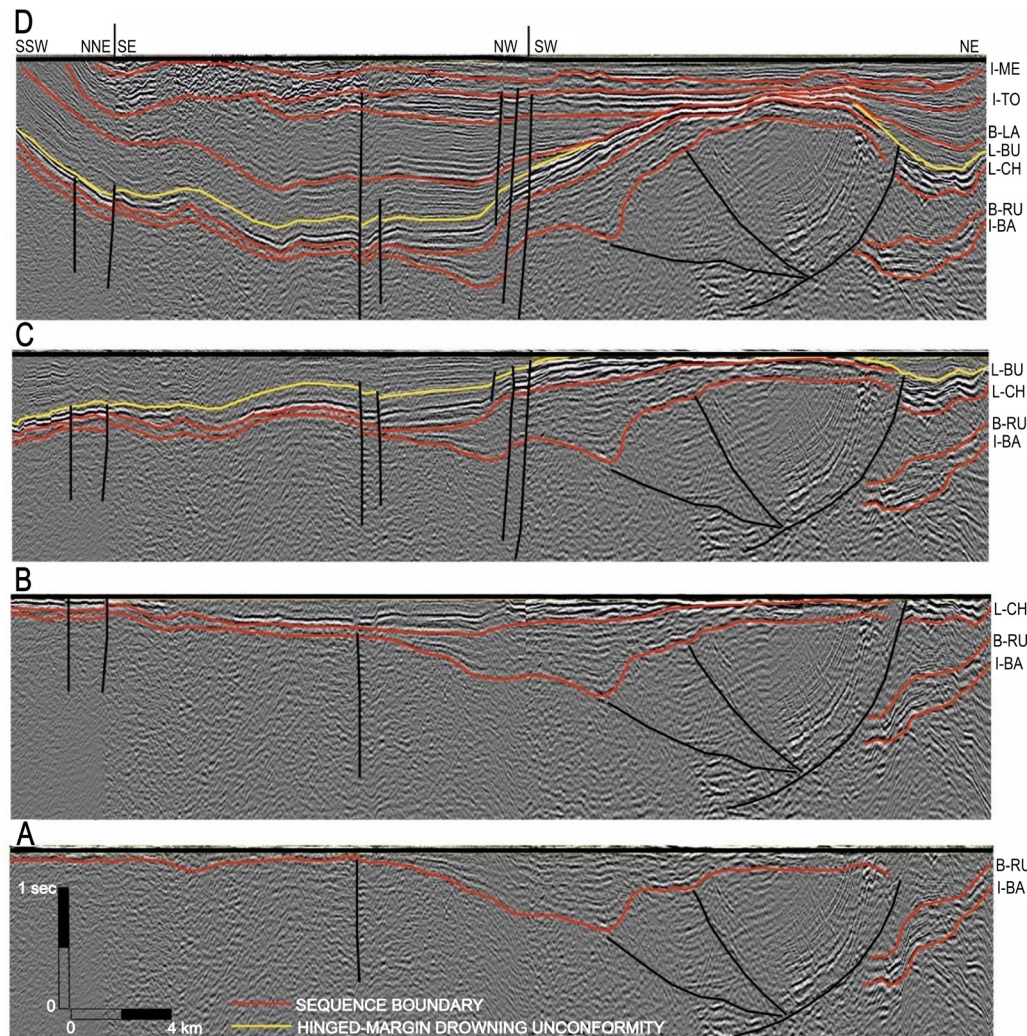 D
SSW NNE SE NW SW NE
I-ME
I-TO
B-LA
L-BU
L-CH
B-RU
I-BA
C
L-BU
L-CH
B-RU
I-BA
B
L-CH
B-RU
I-BA
A
B-RU
I-BA
1 sec
0
0 4 km
SEQUENCE BOUNDARY
HINGED-MARGIN DROWNING UNCONFORMITY